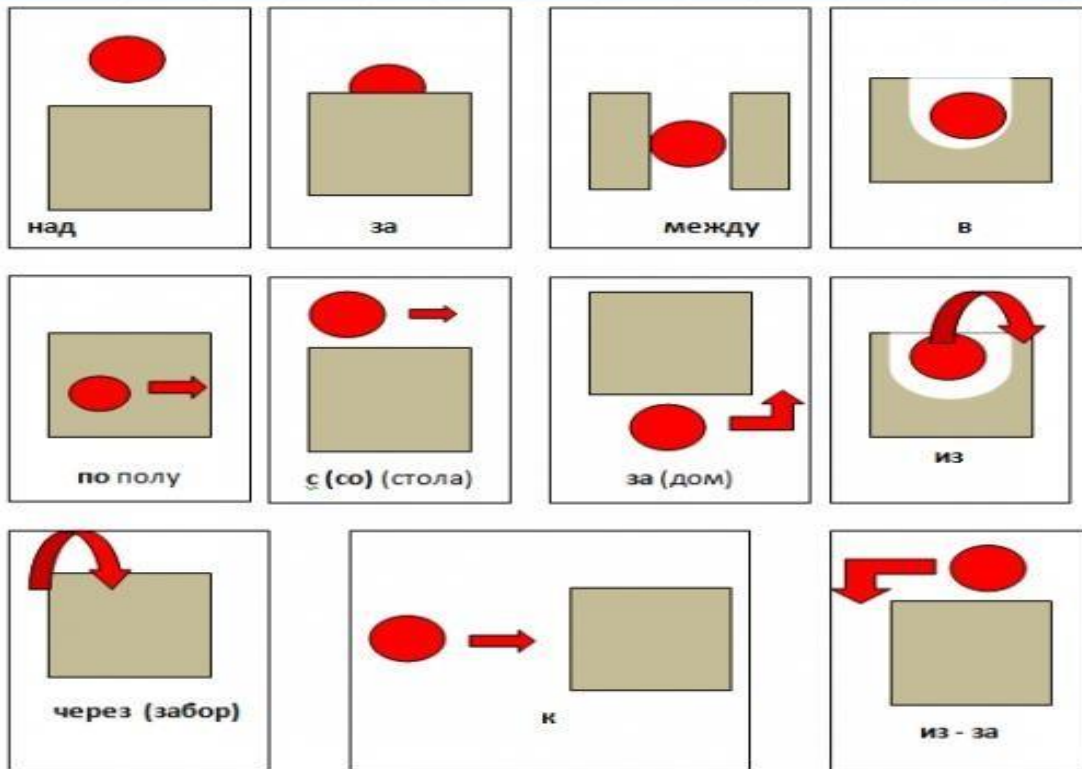 над
за
между
в
по полу
с (со) (стола)
за (дом)
из
через (забор)
к
из - за